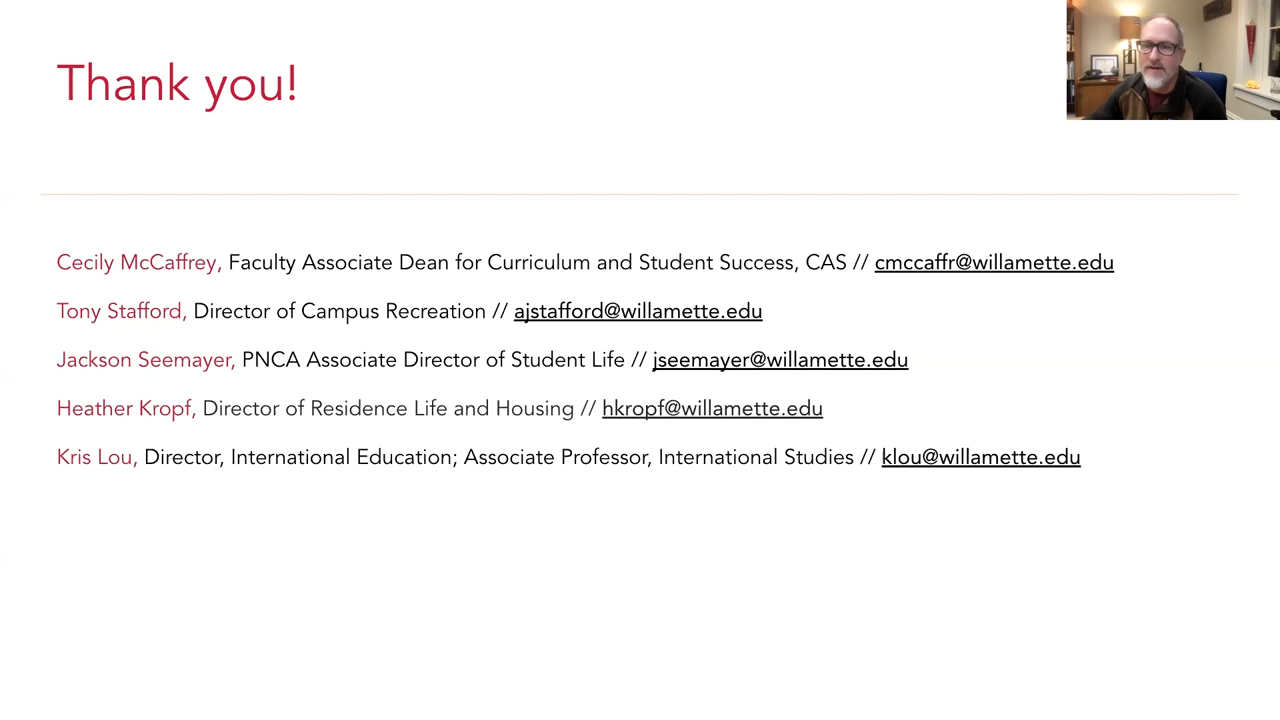 Thank you!
Cecily McCaffrey, Faculty Associate Dean for Curriculum and Student Success, CAS // cmccaffr@willamette.edu
Tony Stafford, Director of Campus Recreation // ajstafford@willamette.edu
Jackson Seemayer, PNCA Associate Director of Student Life // jseemayer@willamette.edu
Heather Kropf, Director of Residence Life and Housing // hkropf@willamette.edu
Kris Lou, Director, International Education; Associate Professor, International Studies // klou@willamette.edu